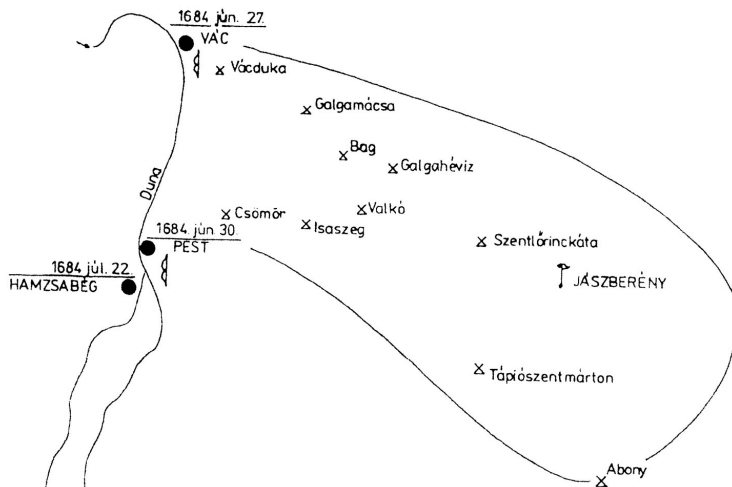 1684 jún. 27.
VÁC
Vácduka
Galgamácsa
Bag
Galgahéviz
Duna
Csömör
Valkó
Isaszeg
1684. jún. 30.
PEST
Szentlőrinckáta
1684 júl. 22.
HAMZSABÉG
JÁSZBERÉNY
Tápiószentmárton
Abony